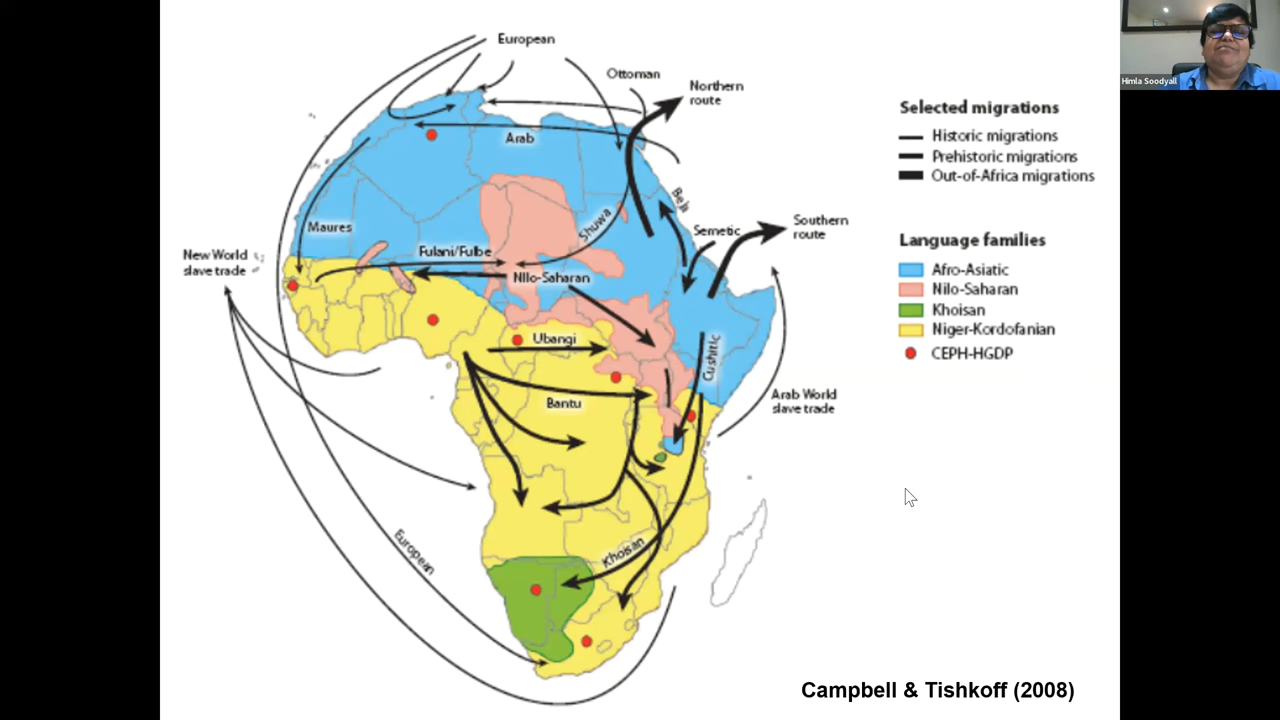 European
Ottoman
Northern
route
Arab
Beja
Shuwa
Semetic
Southern
route
Maures
Fulani/Fulbe
Nilo-Saharan
New World
slave trade
Ubangi
Cushitic
Bantu
Arab World
slave trade
Khoisan
European
Selected migrations
Historic migrations
Prehistoric migrations
Out-of-Africa migrations
Language families
Afro-Asiatic
Nilo-Saharan
Khoisan
Niger-Kordofanian
CEPH-HGDP
Campbell & Tishkoff (2008)
Himla Soodyall